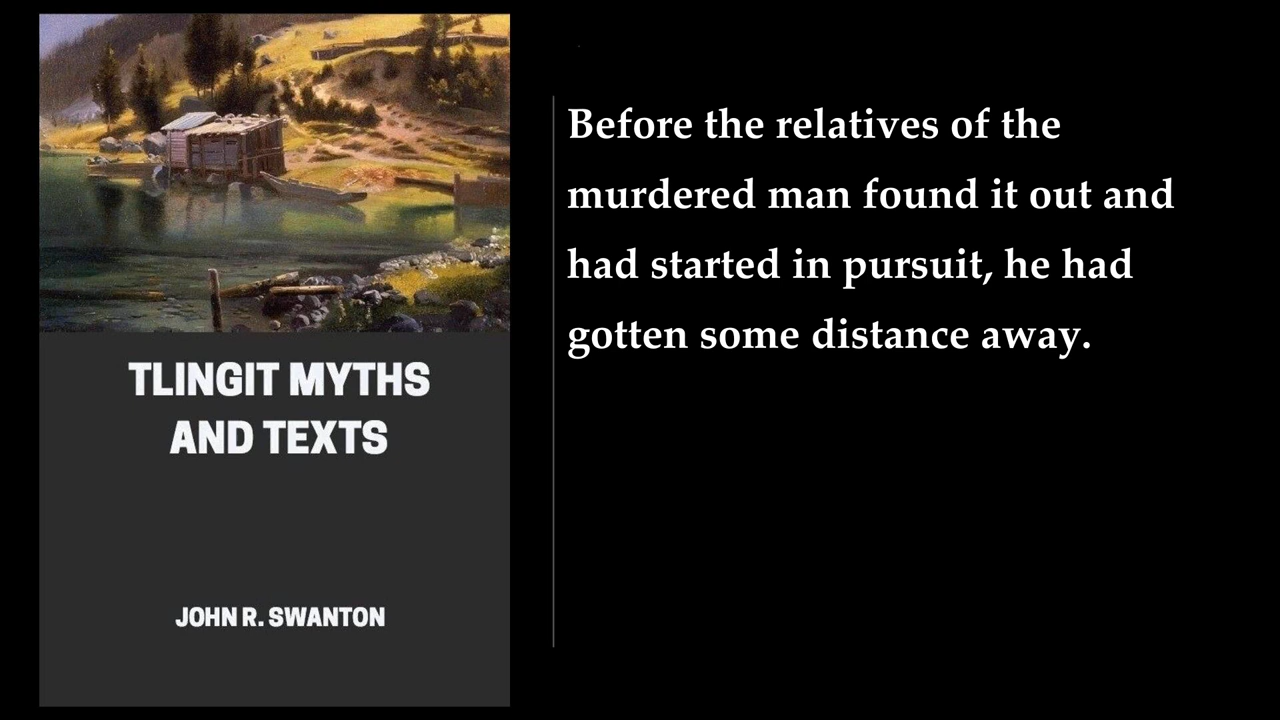 TLINGIT MYTHS
AND TEXTS
JOHN R. SWANTON
Before the relatives of the
murdered man found it out and
had started in pursuit, he had
gotten some distance away.